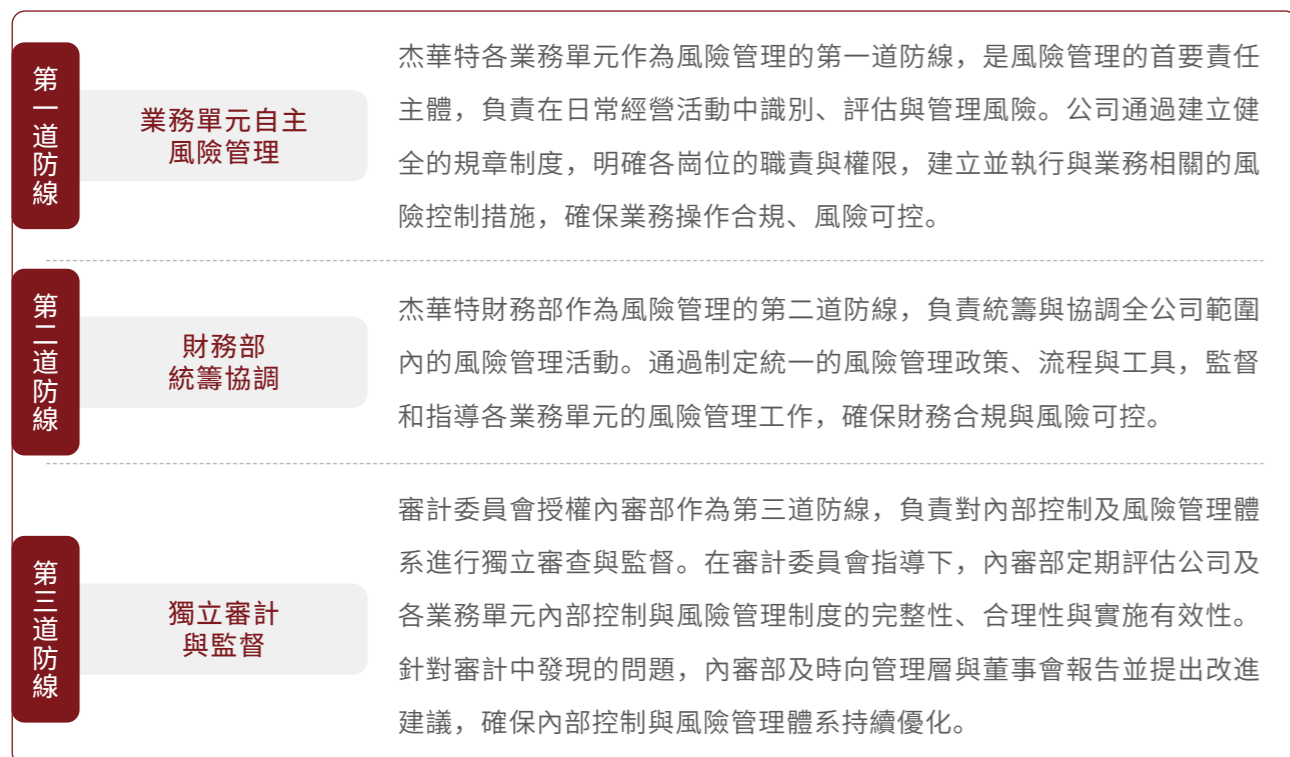 第一道防線
業務單元自主
風險管理
杰華特各業務單元作為風險管理的第一道防線，是風險管理的首要責任
主體，負責在日常經營活動中識別、評估與管理風險。公司通過建立健
全的規章制度，明確各崗位的職責與權限，建立並執行與業務相關的風
險控制措施，確保業務操作合規、風險可控。
第二道防線
財務部
統籌協調
杰華特財務部作為風險管理的第二道防線，負責統籌與協調全公司範圍
內的風險管理活動。通過制定統一的風險管理政策、流程與工具，監督
和指導各業務單元的風險管理工作，確保財務合規與風險可控。
第三道防線
獨立審計
與監督
審計委員會授權內審部作為第三道防線，負責對內部控制及風險管理體
系進行獨立審查與監督。在審計委員會指導下，內審部定期評估公司及
各業務單元內部控制與風險管理制度的完整性、合理性與實施有效性。
針對審計中發現的問題，內審部及時向管理層與董事會報告並提出改進
建議，確保內部控制與風險管理體系持續優化。